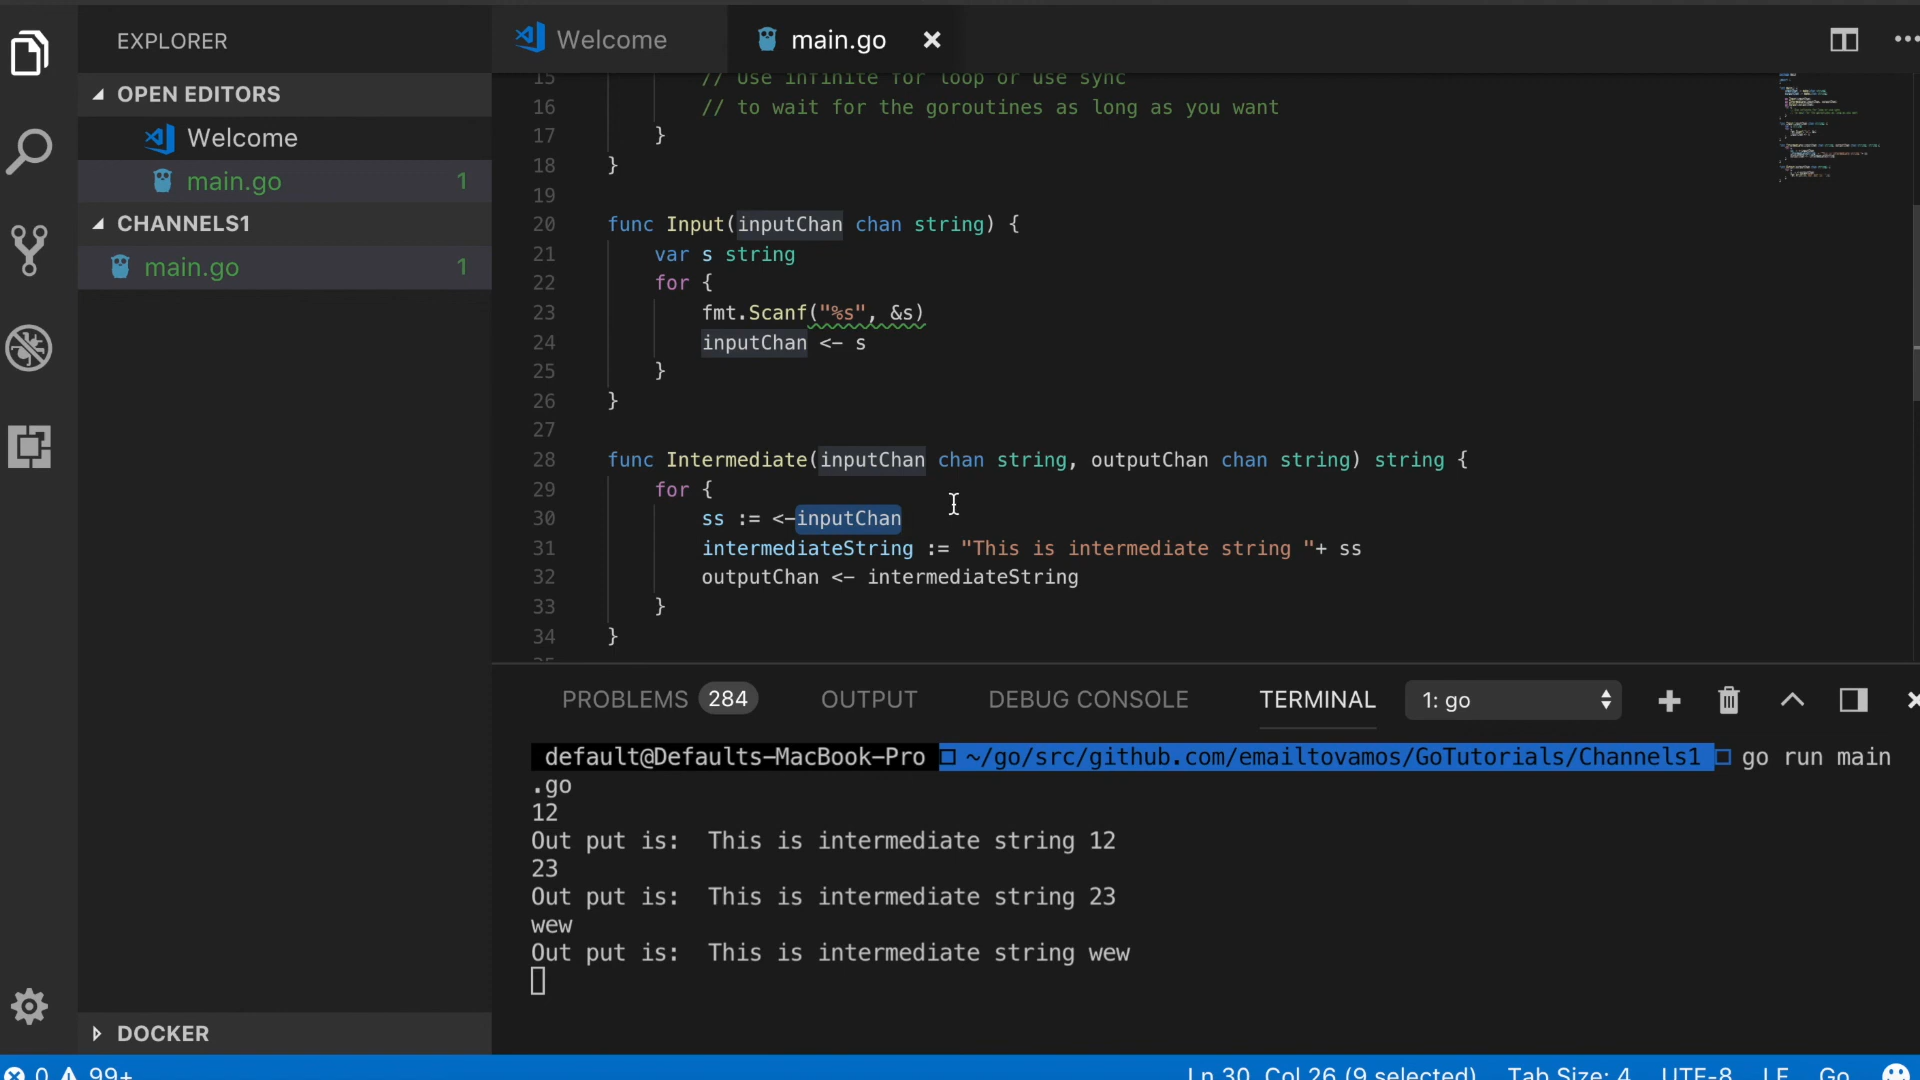 EXPLORER
OPEN EDITORS
Welcome
main.go 1
CHANNELS1
main.go 1
DOCKER
Welcome
main.go
15 // Use infinite for loop or use sync
16 // to wait for the goroutines as long as you want
17 }
18 }
19
20 func Input(inputChan chan string) {
21 var s string
22 for {
23 fmt.Scanf("%s", &s)
24 inputChan <- s
25 }
26 }
27
28 func Intermediate(inputChan chan string, outputChan chan string) string {
29 for {
30 ss := <-inputChan
31 intermediateString := "This is intermediate string "+ ss
32 outputChan <- intermediateString
33 }
34 }
PROBLEMS 284 OUTPUT DEBUG CONSOLE TERMINAL 1: go
default@Defaults-MacBook-Pro ~/go/src/github.com/emailtovamos/GoTutorials/Channels1 go run main
.go
12
Out put is:  This is intermediate string 12
23
Out put is:  This is intermediate string 23
wew
Out put is:  This is intermediate string wew
0 99+ Ln 30, Col 26 (9 selected) Tab Size: 4 UTF-8 LF Go